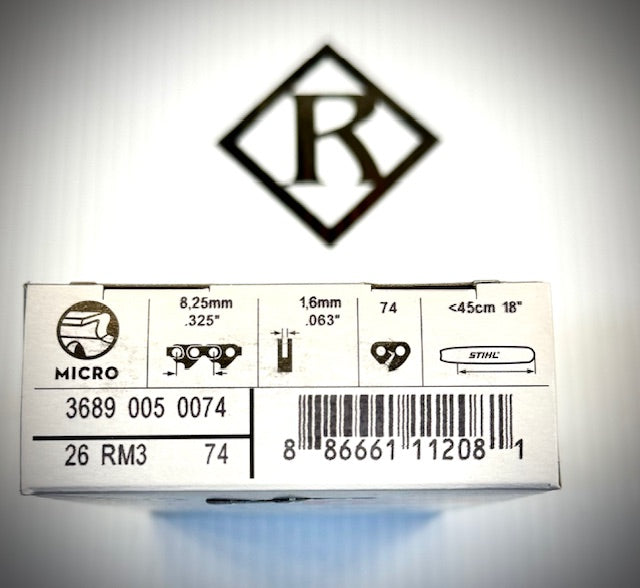 R
8,25mm
.325"
1,6mm
.063"
74
<45cm 18"
STIHL
MICRO
3689 005 0074
26 RM3 74
8 86661 11208 1